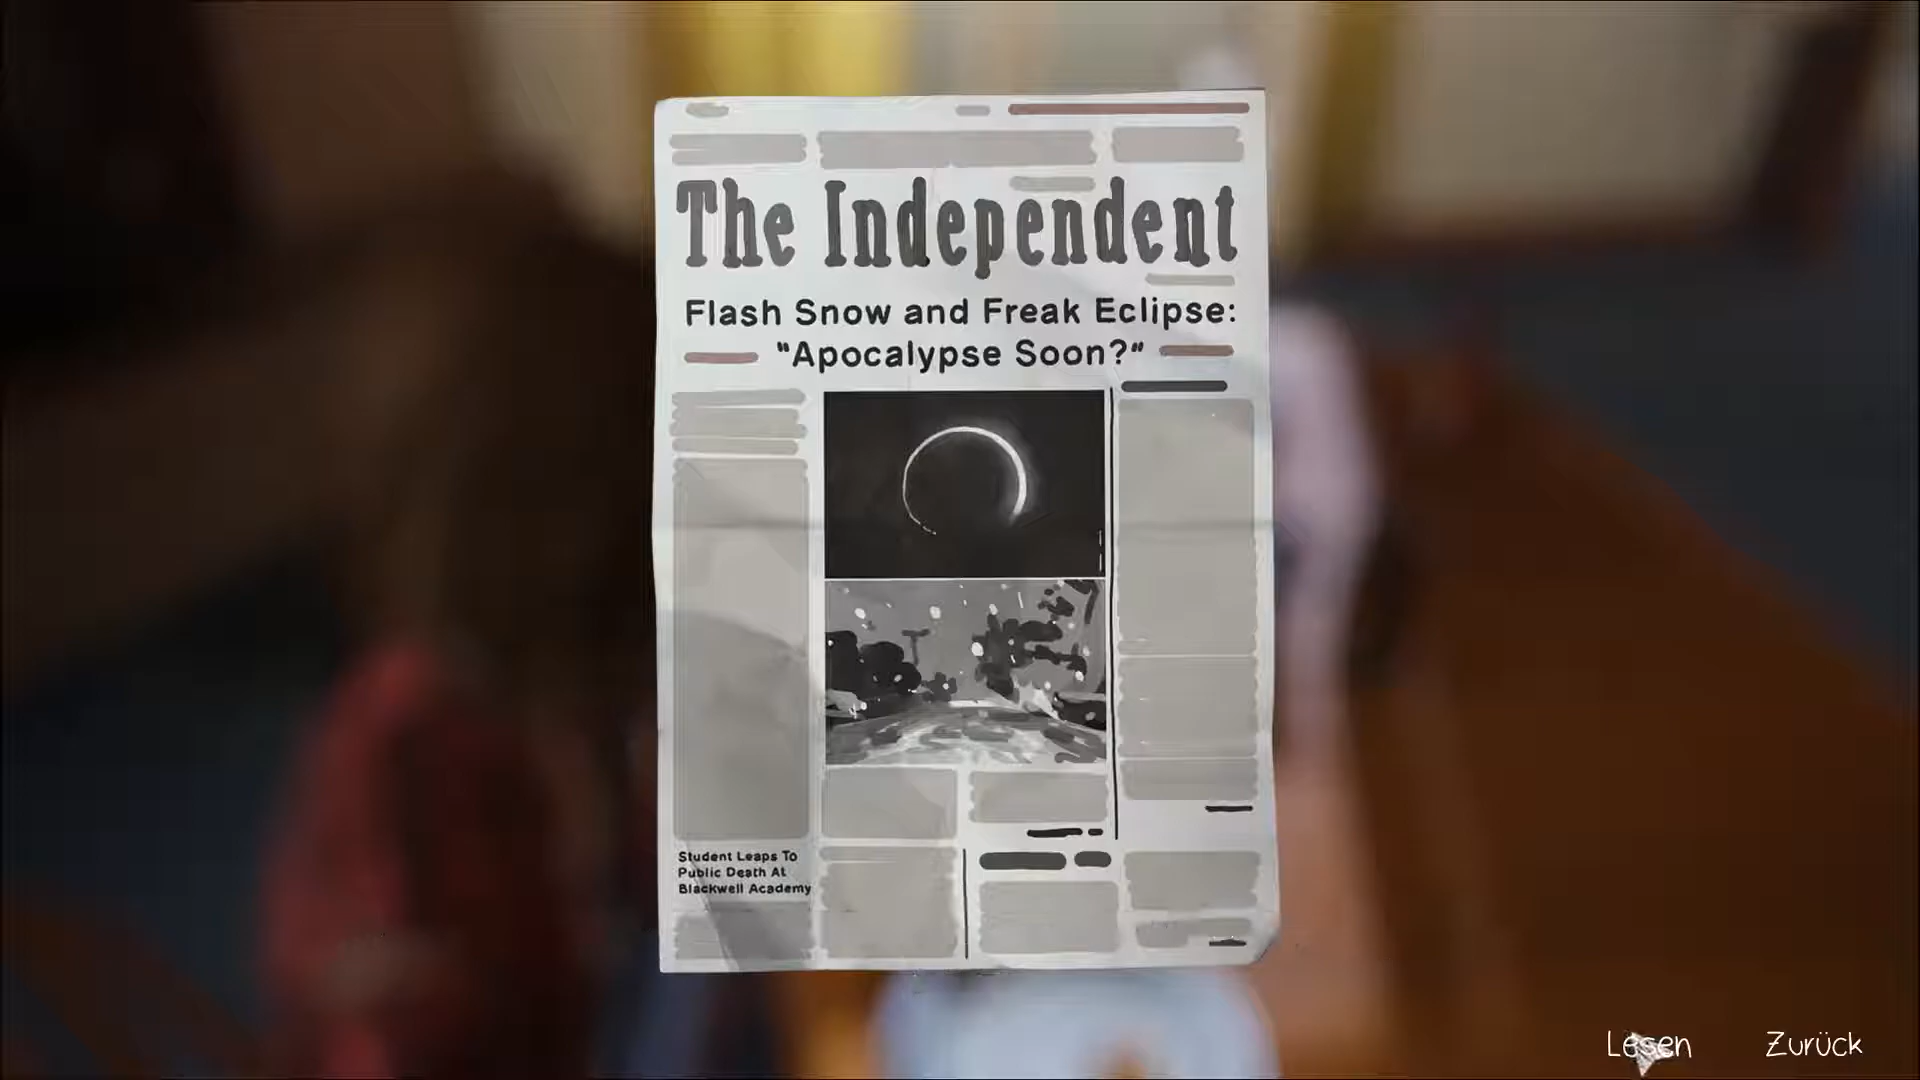 The Independent
Flash Snow and Freak Eclipse:
"Apocalypse Soon?"
Student Leaps To
Public Death At
Blackwell Academy
Lesen
Zurück